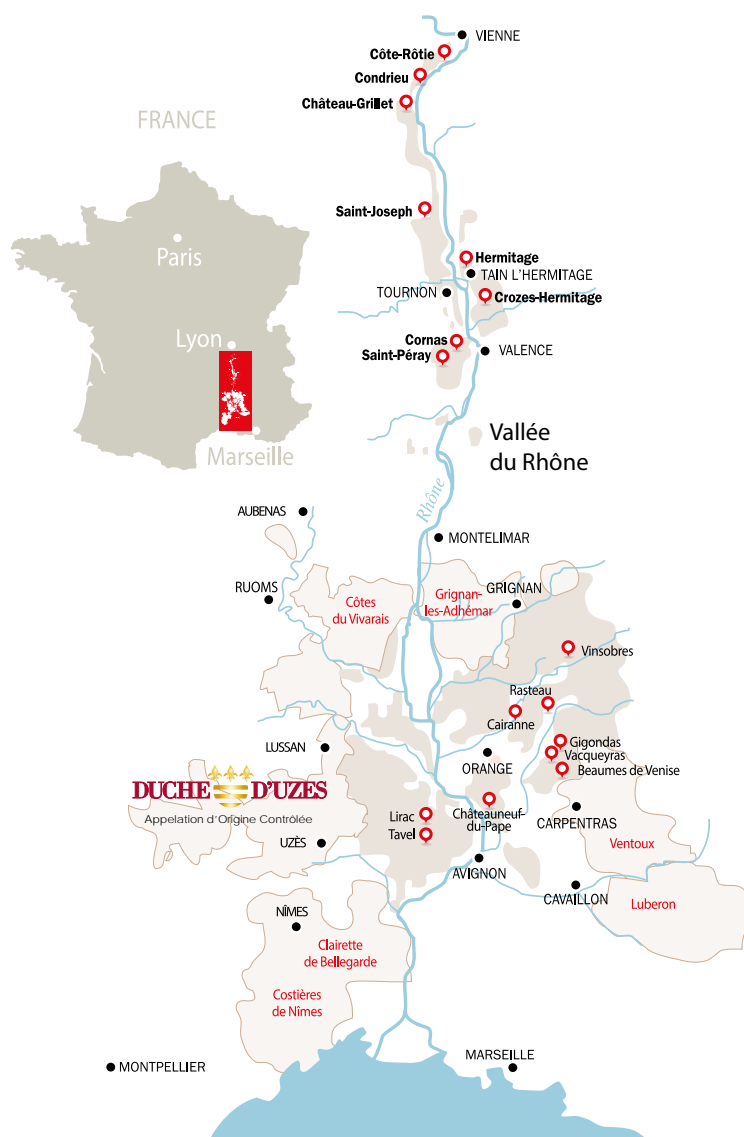 VIENNE
Côte-Rôtie
Condrieu
Château-Grillet
FRANCE
Paris
Lyon
Marseille
Saint-Joseph
Hermitage
TAIN L'HERMITAGE
TOURNON
Crozes-Hermitage
Cornas
Saint-Péray
VALENCE
Vallée
du Rhône
Rhône
AUBENAS
MONTELIMAR
RUOMS
Côtes
du Vivarais
Grignan-
les-Adhémar
GRIGNAN
Vinsobres
Rasteau
Cairanne
LUSSAN
ORANGE
Gigondas
Vacqueyras
Beaumes de Venise
DUCHE D'UZES
Appelation d'Origine Contrôlée
Lirac
Tavel
Châteauneuf-
du-Pape
CARPENTRAS
Ventoux
UZÈS
AVIGNON
CAVAILLON
Luberon
NÎMES
Clairette
de Bellegarde
Costières
de Nîmes
MONTPELLIER
MARSEILLE